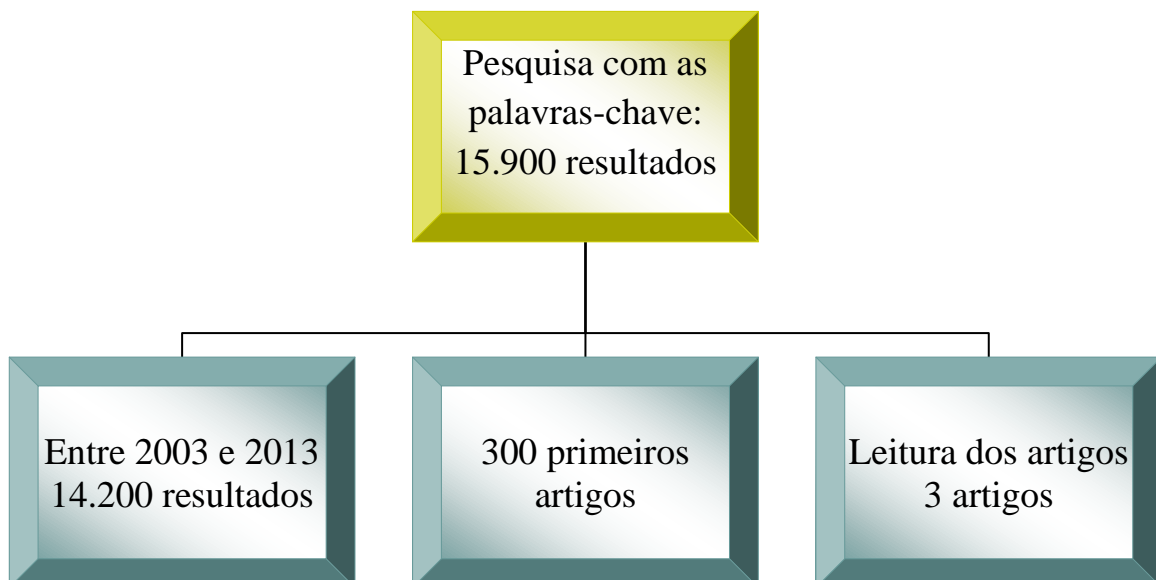 Pesquisa com as
palavras-chave:
15.900 resultados
Entre 2003 e 2013
14.200 resultados
300 primeiros
artigos
Leitura dos artigos
3 artigos